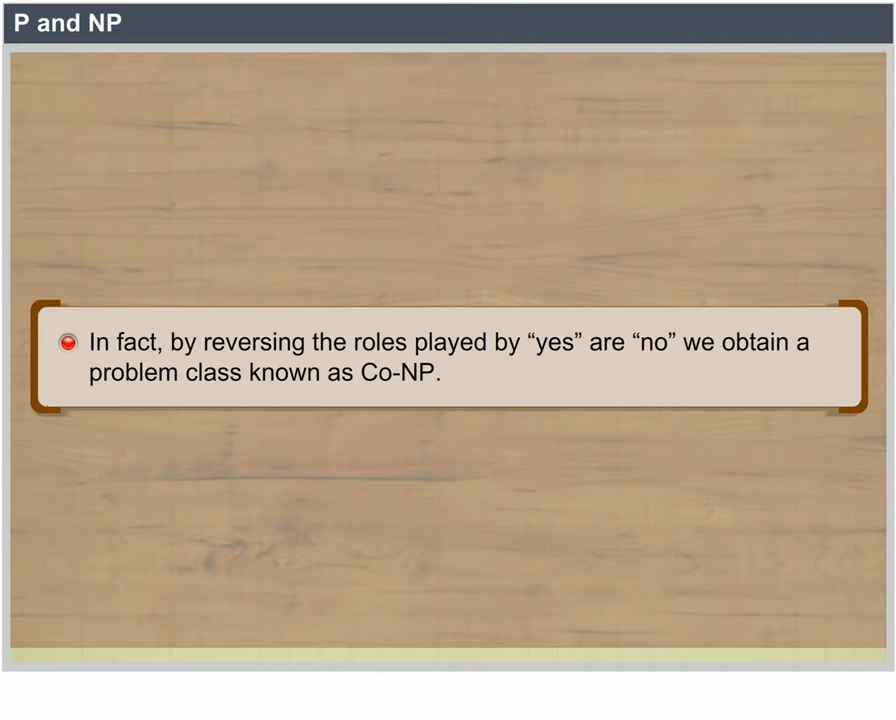 P and NP
In fact, by reversing the roles played by “yes” are “no” we obtain a
problem class known as Co-NP.